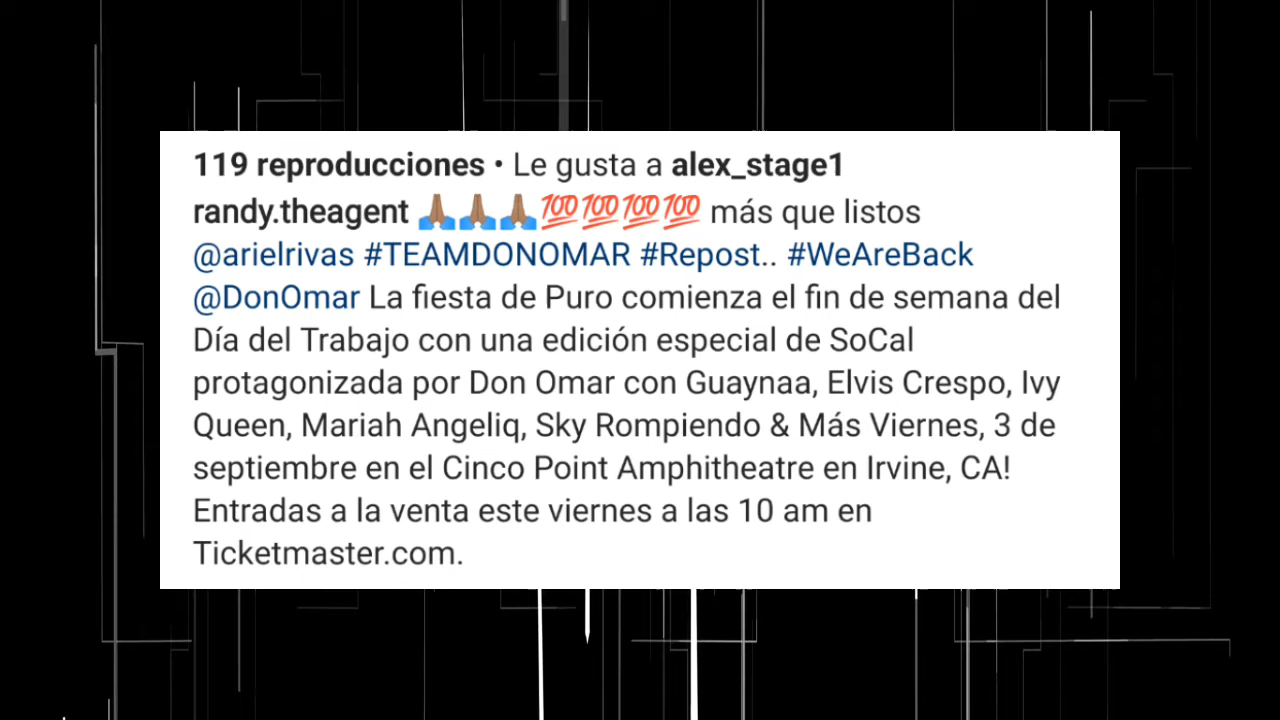 119 reproducciones • Le gusta a alex_stage1
randy.theagent 🙏🏽🙏🏽🙏🏽💯💯💯💯 más que listos
@arielrivas #TEAMDONOMAR #Repost.. #WeAreBack
@DonOmar La fiesta de Puro comienza el fin de semana del
Día del Trabajo con una edición especial de SoCal
protagonizada por Don Omar con Guaynaa, Elvis Crespo, Ivy
Queen, Mariah Angeliq, Sky Rompiendo & Más Viernes, 3 de
septiembre en el Cinco Point Amphitheatre en Irvine, CA!
Entradas a la venta este viernes a las 10 am en
Ticketmaster.com.